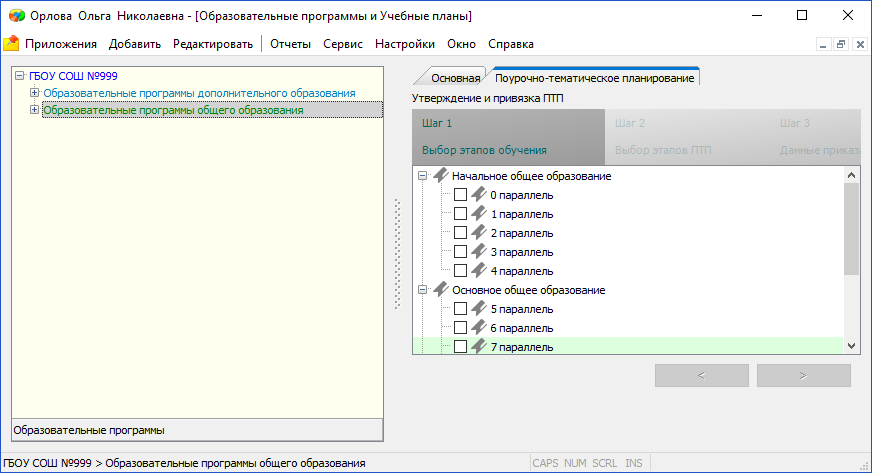 Орлова Ольга Николаевна - [Образовательные программы и Учебные планы]
Приложения Добавить Редактировать Отчеты Сервис Настройки Окно Справка
ГБОУ СОШ №999
Образовательные программы дополнительного образования
Образовательные программы общего образования
Образовательные программы
Основная Поурочно-тематическое планирование
Утверждение и привязка ПТП
Шаг 1 Шаг 2 Шаг 3
Выбор этапов обучения Выбор этапов ПТП Данные приказа
Начальное общее образование
0 параллель
1 параллель
2 параллель
3 параллель
4 параллель
Основное общее образование
5 параллель
6 параллель
7 параллель
< >
ГБОУ СОШ №999 > Образовательные программы общего образования CAPS NUM SCRL INS